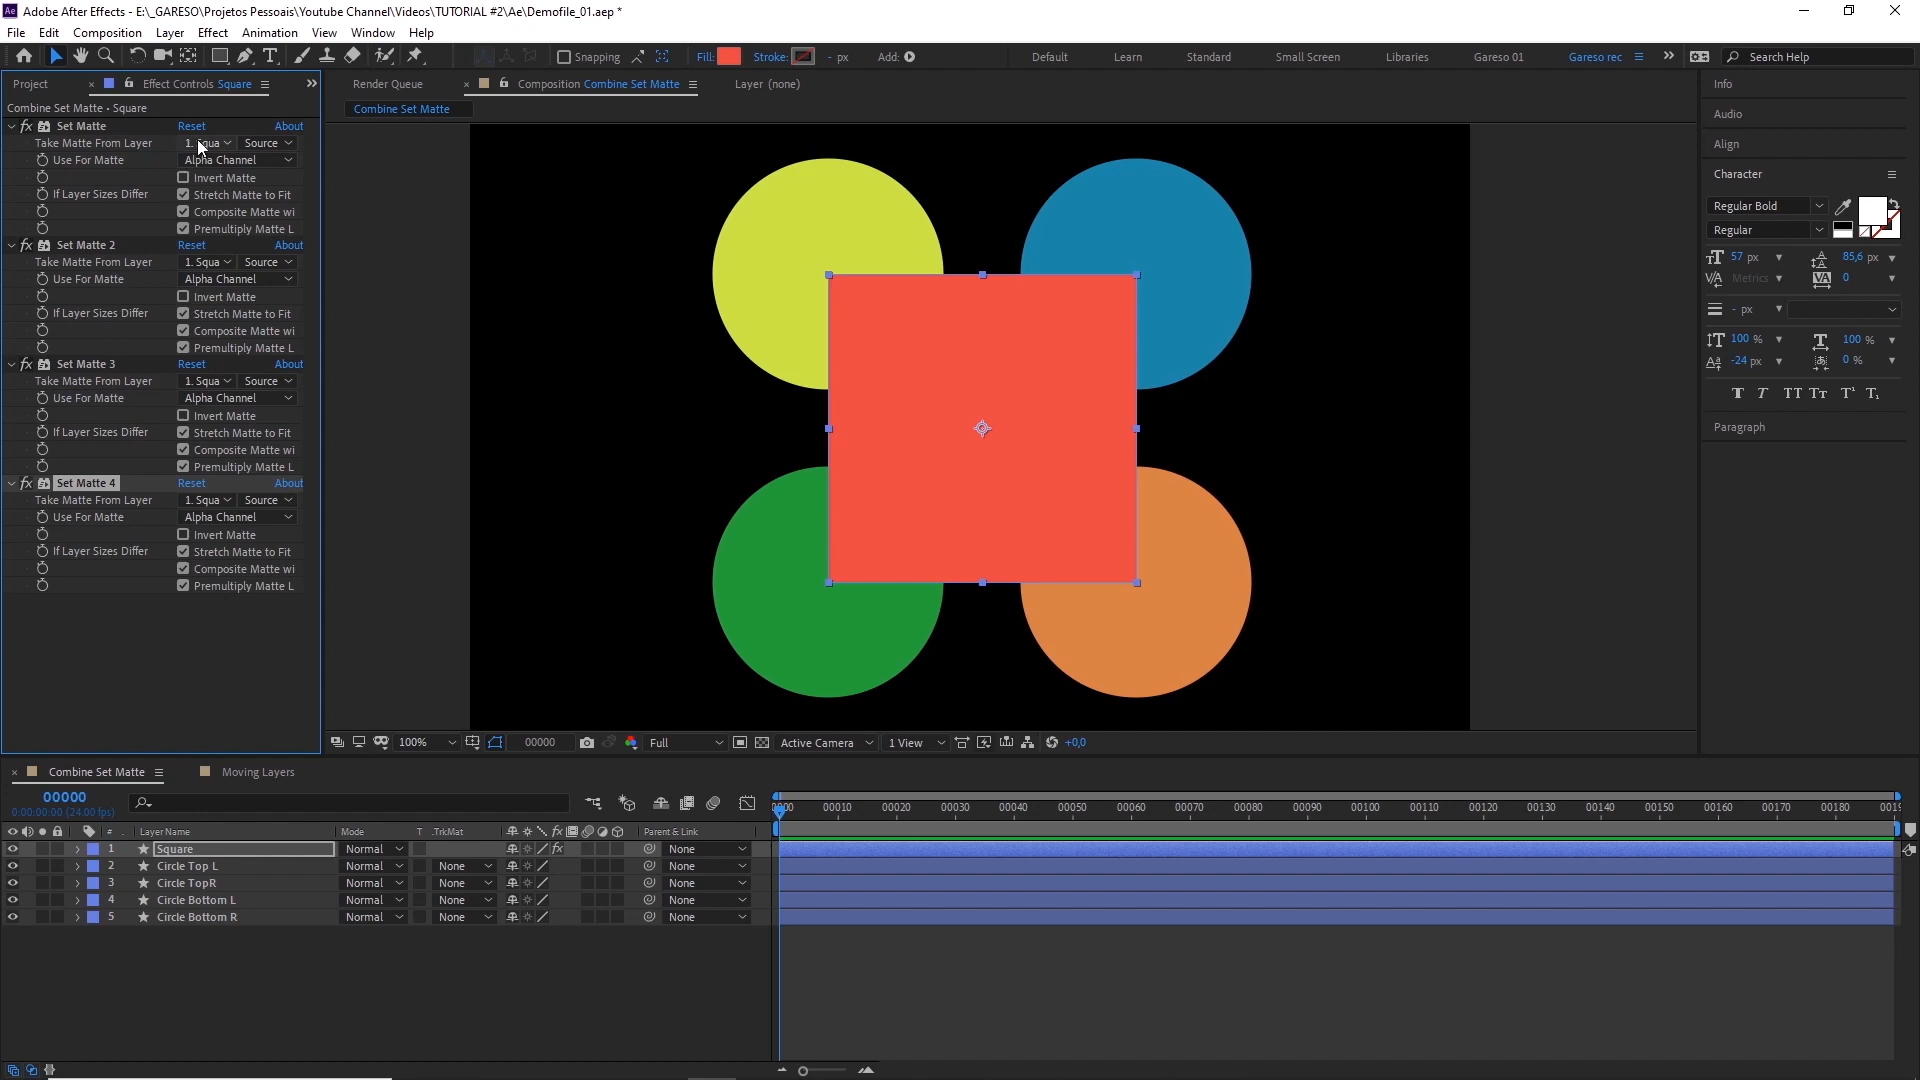 Adobe After Effects - E:\_GARESO\Projetos Pessoais\Youtube Channel\Videos\TUTORIAL #2\Ae\Demofile_01.aep *
File Edit Composition Layer Effect Animation View Window Help
Snapping Fill: Stroke: - px Add: Default Learn Standard Small Screen Libraries Gareso 01 Gareso rec Search Help
Project Effect Controls Square Render Queue Composition Combine Set Matte Layer (none) Info
Combine Set Matte • Square Combine Set Matte
Audio
Align
Character
Set Matte Reset About
Take Matte From Layer 1. Squa Source
Use For Matte Alpha Channel
Invert Matte
If Layer Sizes Differ Stretch Matte to Fit
Composite Matte wi
Premultiply Matte L
Set Matte 2 Reset About
Take Matte From Layer 1. Squa Source
Use For Matte Alpha Channel
Invert Matte
If Layer Sizes Differ Stretch Matte to Fit
Composite Matte wi
Premultiply Matte L
Set Matte 3 Reset About
Take Matte From Layer 1. Squa Source
Use For Matte Alpha Channel
Invert Matte
If Layer Sizes Differ Stretch Matte to Fit
Composite Matte wi
Premultiply Matte L
Set Matte 4 Reset About
Take Matte From Layer 1. Squa Source
Use For Matte Alpha Channel
Invert Matte
If Layer Sizes Differ Stretch Matte to Fit
Composite Matte wi
Premultiply Matte L
Regular Bold
Regular
57 px 85,6 px
Metrics 0
- px
100 % 100 %
-24 px 0 %
T T TT Tt T¹ T₁
Paragraph
100% 00000 Full Active Camera 1 View +0,0
Combine Set Matte Moving Layers
00000
0:00:00:00 (24.00 fps)
00010 00020 00030 00040 00050 00060 00070 00080 00090 00100 00110 00120 00130 00140 00150 00160 00170 00180
# Layer Name Mode T .TrkMat Parent & Link
1 Square Normal None
2 Circle Top L Normal None None
3 Circle TopR Normal None None
4 Circle Bottom L Normal None None
5 Circle Bottom R Normal None None